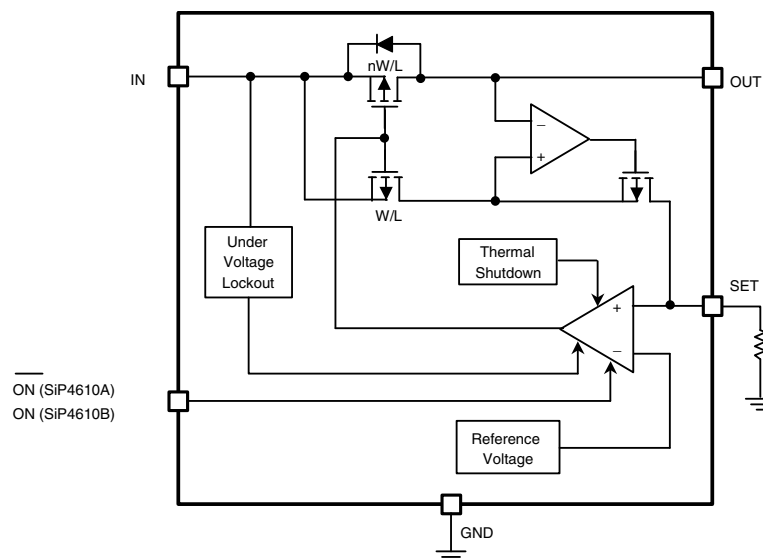 IN
nW/L
OUT
−
+
W/L
Under
Voltage
Lockout
Thermal
Shutdown
SET
+
−
ON (SiP4610A)
ON (SiP4610B)
Reference
Voltage
GND